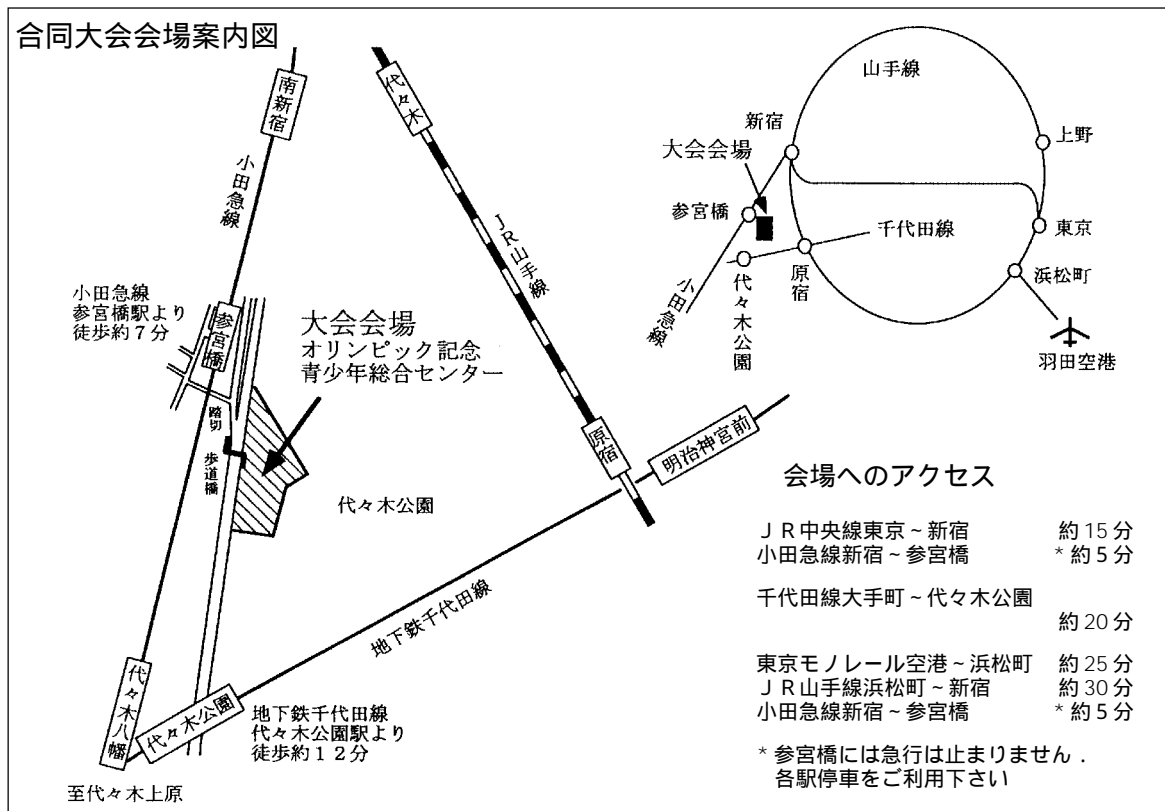 合同大会会場案内図
南新宿
小田急線
代々木
JR山手線
小田急線
参宮橋駅より
徒歩約7分
参宮橋
大会会場
オリンピック記念
青少年総合センター
踏切
歩道橋
代々木公園
原宿
明治神宮前
地下鉄千代田線
代々木八幡
代々木公園
地下鉄千代田線
代々木公園駅より
徒歩約12分
至代々木上原
山手線
新宿
上野
大会会場
参宮橋
千代田線
東京
小田急線
代々木公園
原宿
浜松町
羽田空港
会場へのアクセス
JR中央線東京~新宿 約15分
小田急線新宿~参宮橋 *約5分
千代田線大手町~代々木公園
約20分
東京モノレール空港~浜松町 約25分
JR山手線浜松町~新宿 約30分
小田急線新宿~参宮橋 *約5分
* 参宮橋には急行は止まりません.
各駅停車をご利用下さい